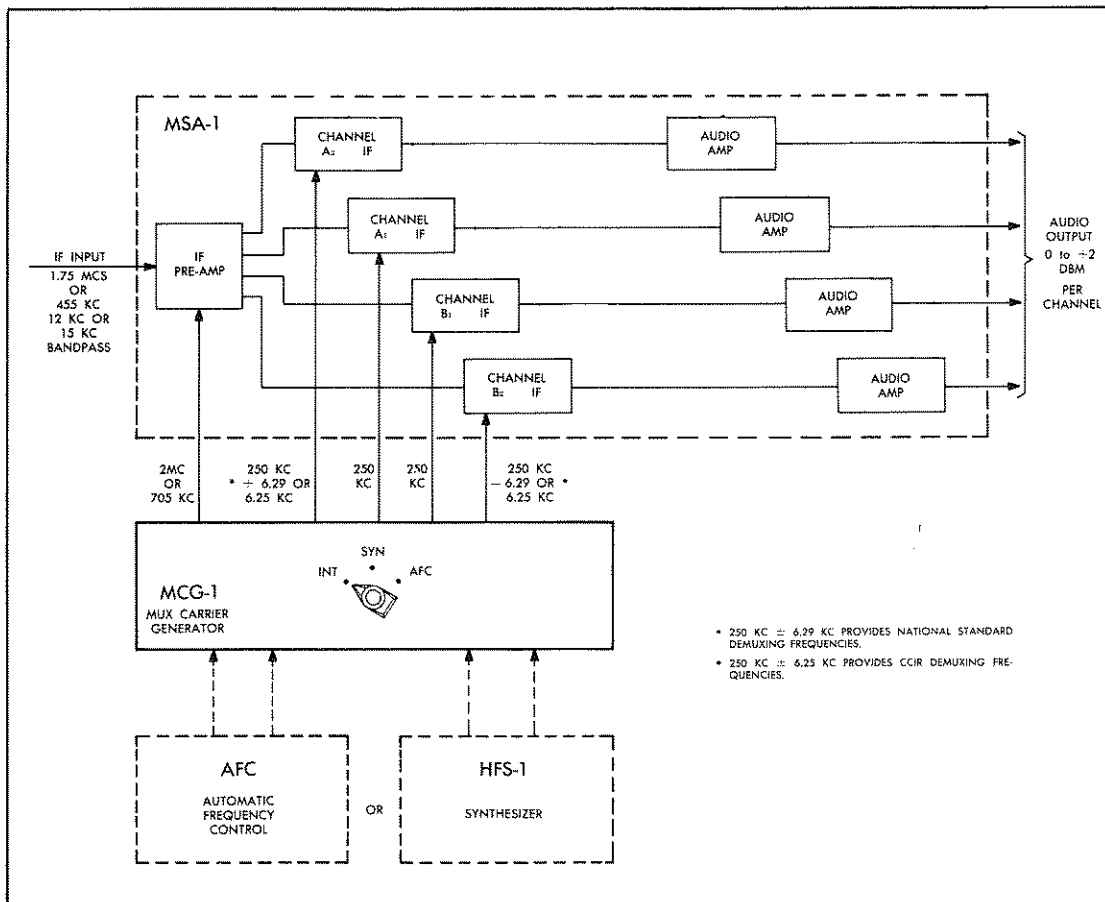 MSA-1
CHANNEL
A2 IF
AUDIO
AMP
CHANNEL
A1 IF
AUDIO
AMP
IF
PRE-AMP
CHANNEL
B1 IF
AUDIO
AMP
CHANNEL
B2 IF
AUDIO
AMP
IF INPUT
1.75 MCS
OR
455 KC
12 KC OR
15 KC
BANDPASS
AUDIO
OUTPUT
0 to +2
DBM
PER
CHANNEL
2MC
OR
705 KC
250 KC
* + 6.29 OR
6.25 KC
250
KC
250
KC
250 KC
− 6.29 OR *
6.25 KC
INT
SYN
AFC
MCG-1
MUX CARRIER
GENERATOR
* 250 KC ± 6.29 KC PROVIDES NATIONAL STANDARD
DEMUXING FREQUENCIES.
* 250 KC ± 6.25 KC PROVIDES CCIR DEMUXING FRE-
QUENCIES.
AFC
AUTOMATIC
FREQUENCY
CONTROL
OR
HFS-1
SYNTHESIZER